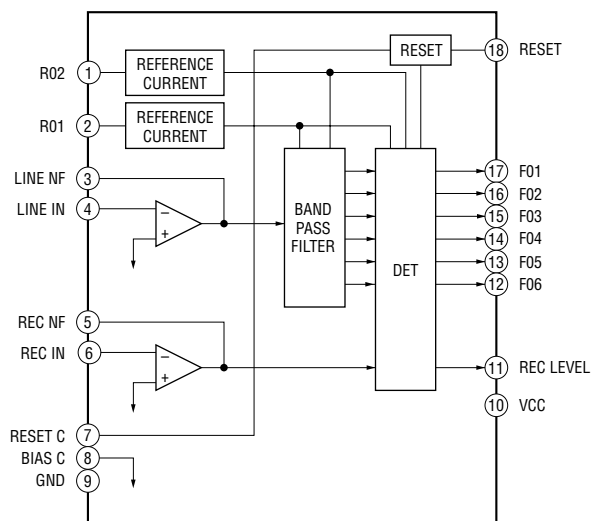 RESET
18 RESET
R02 1
REFERENCE
CURRENT
R01 2
REFERENCE
CURRENT
LINE NF 3
LINE IN 4
−
+
BAND
PASS
FILTER
DET
17 F01
16 F02
15 F03
14 F04
13 F05
12 F06
REC NF 5
REC IN 6
−
+
11 REC LEVEL
10 VCC
RESET C 7
BIAS C 8
GND 9